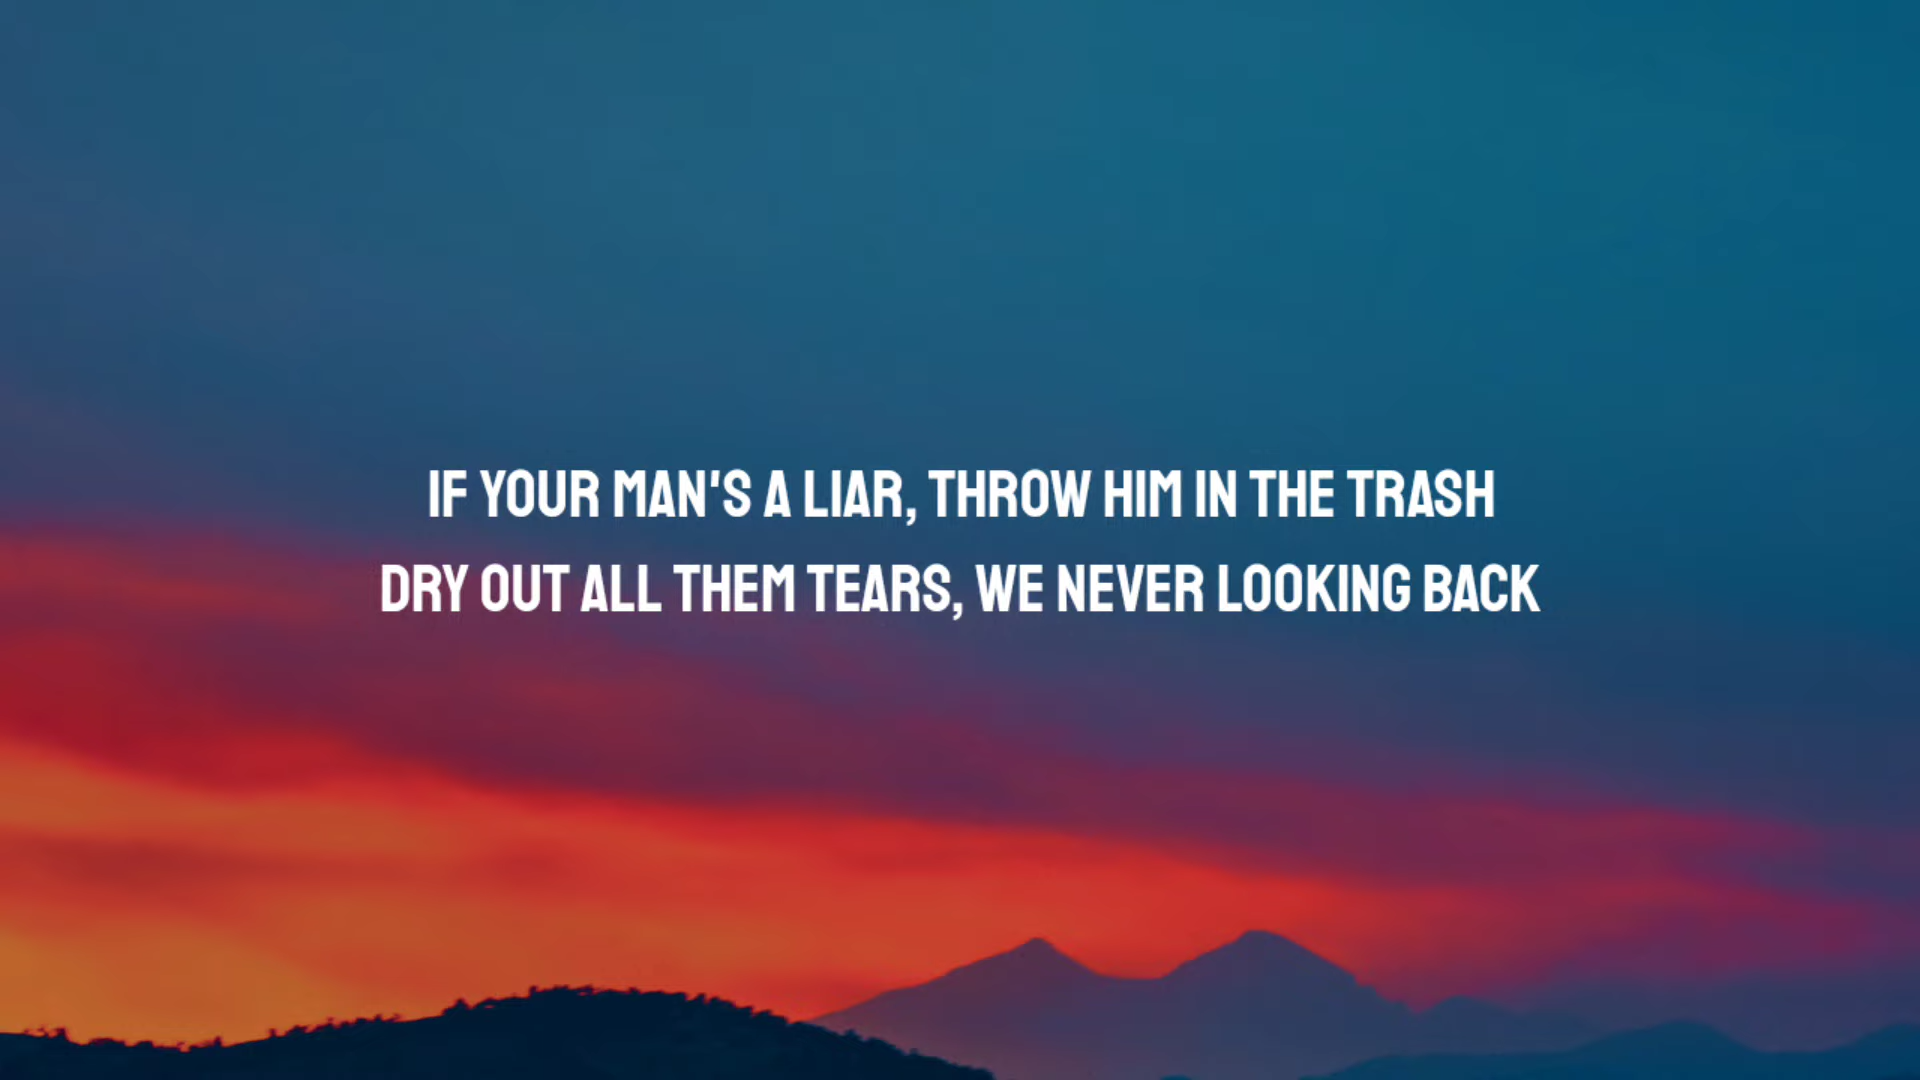 IF YOUR MAN'S A LIAR, THROW HIM IN THE TRASH
DRY OUT ALL THEM TEARS, WE NEVER LOOKING BACK